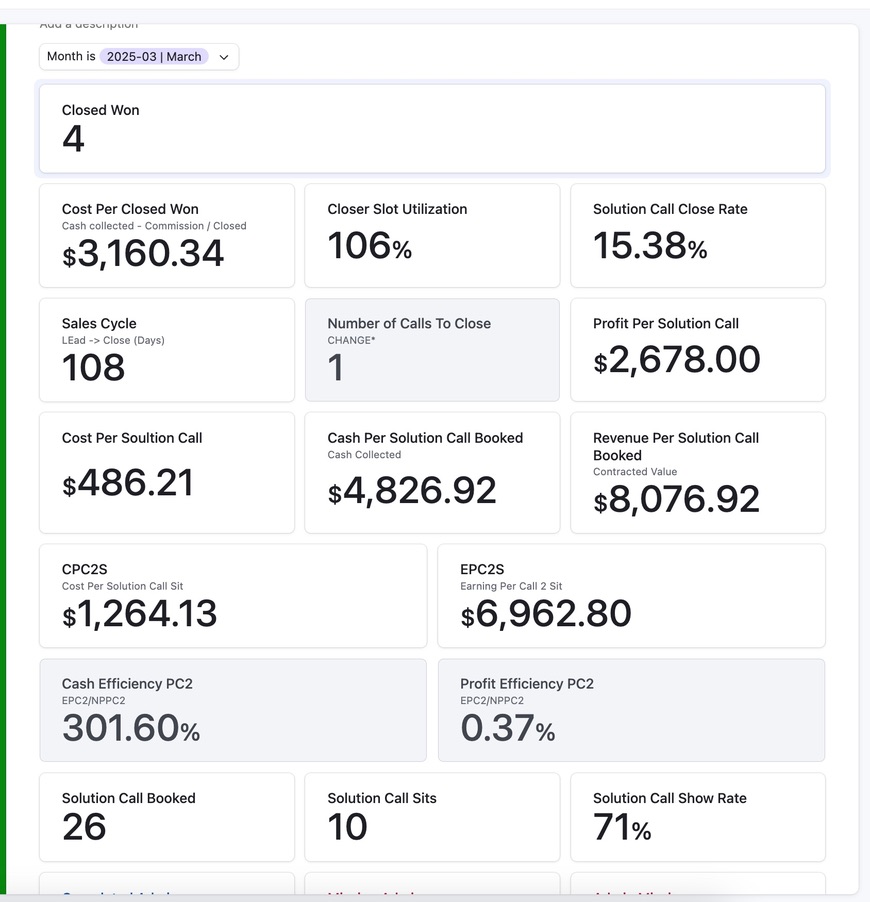 Add a description
Month is 2025-03 | March
Closed Won
4
Cost Per Closed Won
Cash collected - Commission / Closed
$3,160.34
Closer Slot Utilization
106%
Solution Call Close Rate
15.38%
Sales Cycle
LEad -> Close (Days)
108
Number of Calls To Close
CHANGE*
1
Profit Per Solution Call
$2,678.00
Cost Per Soultion Call
$486.21
Cash Per Solution Call Booked
Cash Collected
$4,826.92
Revenue Per Solution Call
Booked
Contracted Value
$8,076.92
CPC2S
Cost Per Solution Call Sit
$1,264.13
EPC2S
Earning Per Call 2 Sit
$6,962.80
Cash Efficiency PC2
EPC2/NPPC2
301.60%
Profit Efficiency PC2
EPC2/NPPC2
0.37%
Solution Call Booked
26
Solution Call Sits
10
Solution Call Show Rate
71%